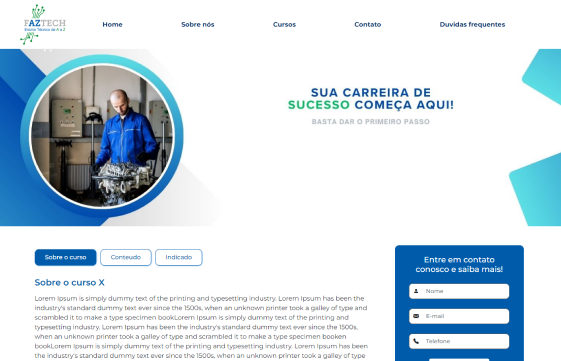 FAZTECH
Ensino Técnico de A a Z
Home
Sobre nós
Cursos
Contato
Duvidas frequentes
SUA CARREIRA DE
SUCESSO COMEÇA AQUI!
BASTA DAR O PRIMEIRO PASSO
Sobre o curso
Conteudo
Indicado
Sobre o curso X
Lorem Ipsum is simply dummy text of the printing and typesetting industry. Lorem Ipsum has been the
industry's standard dummy text ever since the 1500s, when an unknown printer took a galley of type and
scrambled it to make a type specimen bookLorem Ipsum is simply dummy text of the printing and
typesetting industry. Lorem Ipsum has been the industry's standard dummy text ever since the 1500s,
when an unknown printer took a galley of type and scrambled it to make a type specimen booken
bookLorem Ipsum is simply dummy text of the printing and typesetting industry. Lorem Ipsum has been
the industry's standard dummy text ever since the 1500s, when an unknown printer took a galley of type
Entre em contato
conosco e saiba mais!
Nome
E-mail
Telefone